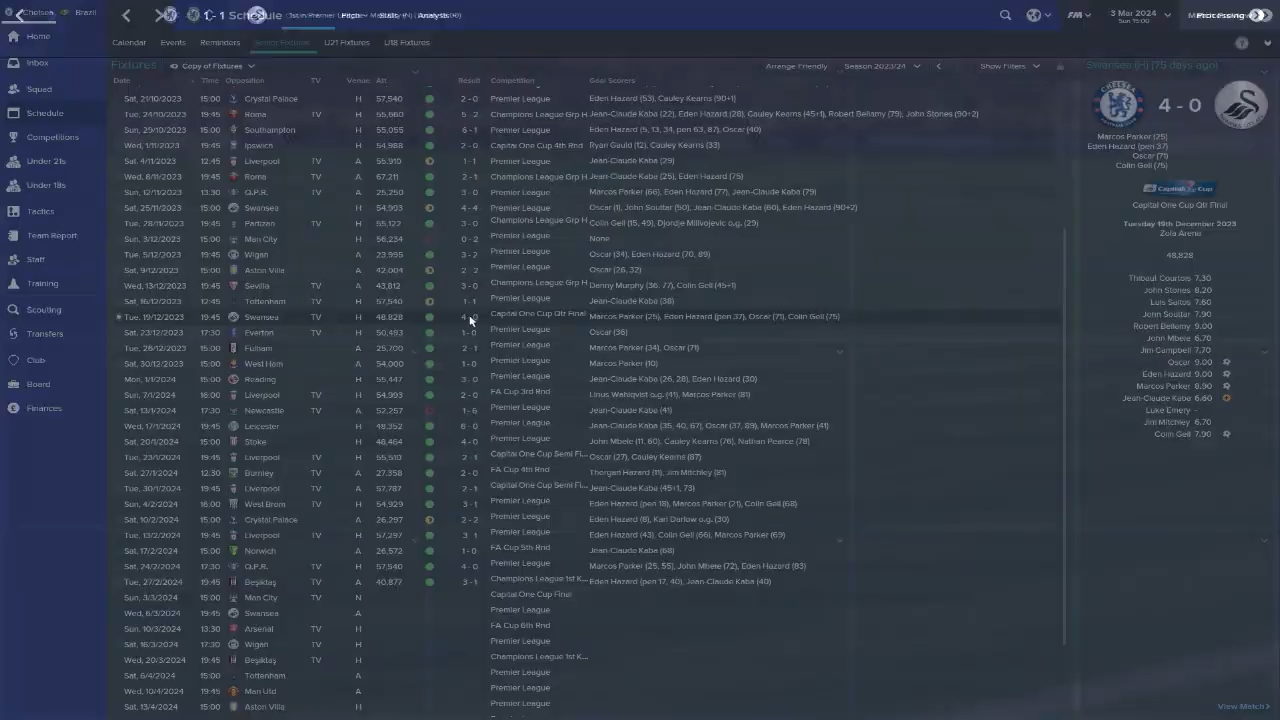 Chelsea Brazil 1 - 1 Schedule Pitch Stats Analysis 3 Mar 2024 Sun 15:00 Processing
Home
Calendar Events Reminders Senior Fixtures U21 Fixtures U18 Fixtures
Inbox
Squad
Schedule
Competitions
Under 21s
Under 18s
Tactics
Team Report
Staff
Training
Scouting
Transfers
Club
Board
Finances
Fixtures Copy of Fixtures Arrange Friendly Season 2023/24 Show Filters
Date Time Opposition TV Venue Att Result Competition Goal Scorers
Sat, 21/10/2023 15:00 Crystal Palace H 57,540 2 - 0 Premier League Eden Hazard (53), Cauley Kearns (90+1)
Tue, 24/10/2023 19:45 Roma TV H 55,660 5 - 2 Champions League Grp H Jean-Claude Kaba (22), Eden Hazard (28), Cauley Kearns (45+1), Robert Bellamy (79), John Stones (90+2)
Sun, 29/10/2023 15:00 Southampton H 55,055 6 - 1 Premier League Eden Hazard (5, 13, 34, pen 63, 87), Oscar (40)
Wed, 1/11/2023 19:45 Ipswich H 54,988 2 - 0 Capital One Cup 4th Rnd Ryan Gauld (12), Cauley Kearns (33)
Sat, 4/11/2023 12:45 Liverpool TV A 55,910 1 - 1 Premier League Jean-Claude Kaba (29)
Wed, 8/11/2023 19:45 Roma TV A 67,211 2 - 1 Champions League Grp H Jean-Claude Kaba (25), Eden Hazard (75)
Sun, 12/11/2023 13:30 Q.P.R. TV A 25,250 3 - 0 Premier League Marcos Parker (66), Eden Hazard (77), Jean-Claude Kaba (79)
Sat, 25/11/2023 15:00 Swansea H 54,993 4 - 4 Premier League Oscar (1), John Souttar (50), Jean-Claude Kaba (60), Eden Hazard (90+2)
Tue, 28/11/2023 19:45 Partizan TV H 55,122 3 - 0 Champions League Grp H Colin Gell (15, 49), Djordje Milivojevic o.g. (29)
Sun, 3/12/2023 15:00 Man City H 56,234 0 - 2 Premier League None
Tue, 5/12/2023 19:45 Wigan A 23,995 3 - 2 Premier League Oscar (34), Eden Hazard (70, 89)
Sat, 9/12/2023 15:00 Aston Villa A 42,004 2 - 2 Premier League Oscar (26, 32)
Wed, 13/12/2023 19:45 Sevilla TV A 43,812 3 - 0 Champions League Grp H Danny Murphy (36, 77), Colin Gell (45+1)
Sat, 16/12/2023 12:45 Tottenham TV H 57,540 1 - 1 Premier League Jean-Claude Kaba (38)
Tue, 19/12/2023 19:45 Swansea H 48,828 4 - 0 Capital One Cup Qtr Final Marcos Parker (25), Eden Hazard (pen 37), Oscar (71), Colin Gell (75)
Sat, 23/12/2023 17:30 Everton TV H 50,493 1 - 0 Premier League Oscar (36)
Tue, 26/12/2023 15:00 Fulham A 25,700 2 - 1 Premier League Marcos Parker (34), Oscar (71)
Sat, 30/12/2023 15:00 West Ham A 54,000 1 - 0 Premier League Marcos Parker (10)
Mon, 1/1/2024 15:00 Reading H 55,447 3 - 0 Premier League Jean-Claude Kaba (26, 28), Eden Hazard (30)
Sun, 7/1/2024 16:00 Liverpool TV H 54,993 2 - 0 FA Cup 3rd Rnd Linus Wahlqvist o.g. (41), Marcos Parker (81)
Sat, 13/1/2024 17:30 Newcastle TV A 52,257 1 - 6 Premier League Jean-Claude Kaba (41)
Wed, 17/1/2024 19:45 Leicester H 48,352 6 - 0 Premier League Jean-Claude Kaba (35, 40, 67), Oscar (37, 89), Marcos Parker (41)
Sat, 20/1/2024 15:00 Stoke H 48,464 4 - 0 Premier League John Mbele (11, 60), Cauley Kearns (76), Nathan Pearce (78)
Tue, 23/1/2024 19:45 Liverpool TV H 55,510 2 - 1 Capital One Cup Semi Fi... Oscar (27), Cauley Kearns (87)
Sat, 27/1/2024 12:30 Burnley TV A 27,358 2 - 0 FA Cup 4th Rnd Thorgan Hazard (11), Jim Mitchley (81)
Tue, 30/1/2024 19:45 Liverpool TV A 57,787 2 - 1 Capital One Cup Semi Fi... Jean-Claude Kaba (45+1, 73)
Sun, 4/2/2024 16:00 West Brom TV H 54,929 3 - 1 Premier League Eden Hazard (pen 18), Marcos Parker (21), Colin Gell (68)
Sat, 10/2/2024 15:00 Crystal Palace A 26,297 2 - 2 Premier League Eden Hazard (8), Karl Darlow o.g. (30)
Tue, 13/2/2024 19:45 Liverpool TV H 57,297 3 - 1 Premier League Eden Hazard (43), Colin Gell (66), Marcos Parker (69)
Sat, 17/2/2024 15:00 Norwich A 26,572 1 - 0 FA Cup 5th Rnd Jean-Claude Kaba (68)
Sat, 24/2/2024 17:30 Q.P.R. TV H 57,540 4 - 0 Premier League Marcos Parker (25, 55), John Mbele (72), Eden Hazard (83)
Tue, 27/2/2024 19:45 Beşiktaş TV A 40,877 3 - 1 Champions League 1st K... Eden Hazard (pen 17, 40), Jean-Claude Kaba (40)
Sun, 3/3/2024 15:00 Man City TV N Capital One Cup Final
Wed, 6/3/2024 19:45 Swansea A Premier League
Sun, 10/3/2024 13:30 Arsenal TV H FA Cup 6th Rnd
Sat, 16/3/2024 17:30 Wigan TV H Premier League
Wed, 20/3/2024 19:45 Beşiktaş TV H Champions League 1st K...
Sat, 6/4/2024 15:00 Tottenham A Premier League
Wed, 10/4/2024 19:45 Man Utd TV A Premier League
Sat, 13/4/2024 15:00 Aston Villa H Premier League
Swansea (H) (75 days ago)
4 - 0
Marcos Parker (25)
Eden Hazard (pen 37)
Oscar (71)
Colin Gell (75)
Capital One Cup
Capital One Cup Qtr Final
Tuesday 19th December 2023
Zola Arena
48,828
Thibaut Courtois 7.30
John Stones 8.20
Luis Saltos 7.60
John Souttar 7.90
Robert Bellamy 9.00
John Mbele 6.70
Jim Campbell 7.70
Oscar 9.00
Eden Hazard 9.00
Marcos Parker 8.90
Jean-Claude Kaba 6.60
Luke Emery -
Jim Mitchley 6.70
Colin Gell 7.90
View Match >